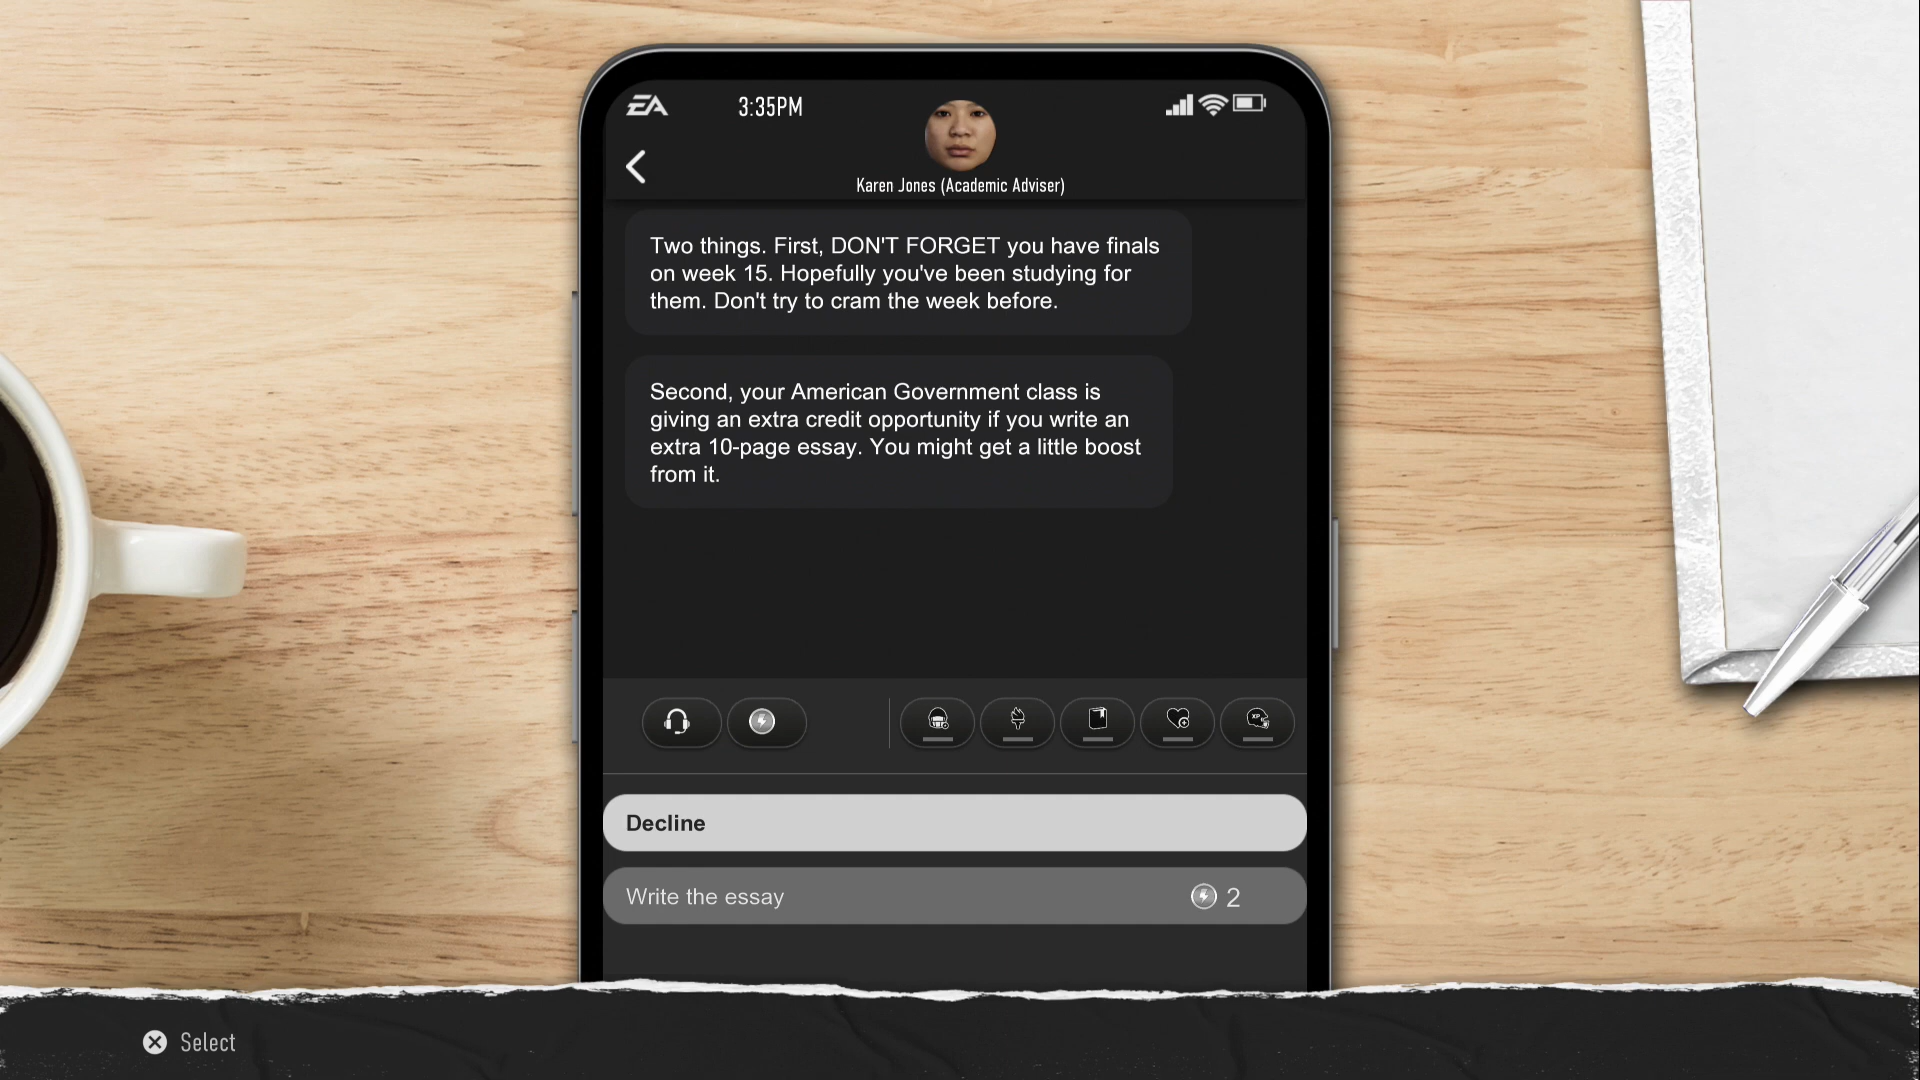 EA
3:35PM
Karen Jones (Academic Adviser)
Two things. First, DON'T FORGET you have finals
on week 15. Hopefully you've been studying for
them. Don't try to cram the week before.
Second, your American Government class is
giving an extra credit opportunity if you write an
extra 10-page essay. You might get a little boost
from it.
XP
Decline
Write the essay 2
Select